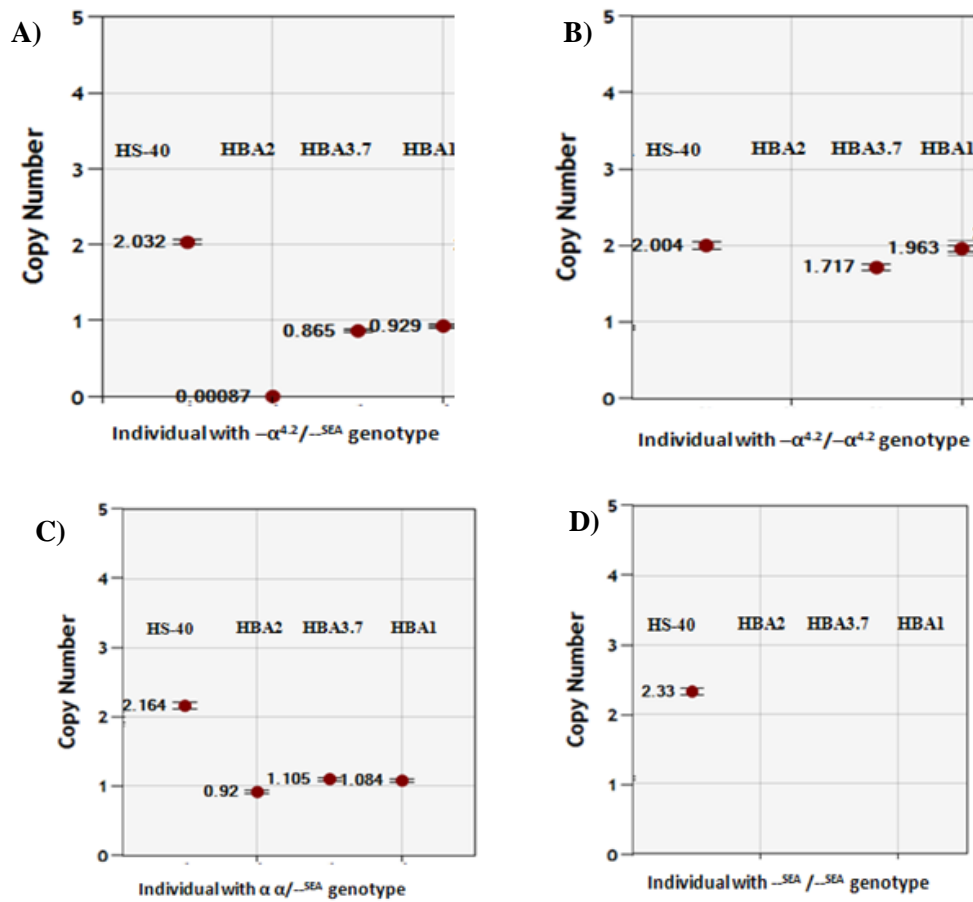 A)
5
4
3
2
1
0
Copy Number
HS-40 HBA2 HBA3.7 HBA1
2.032
0.00087
0.865
0.929
Individual with –α4.2/--SEA genotype
B)
5
4
3
2
1
0
Copy Number
HS-40 HBA2 HBA3.7 HBA1
2.004
1.717
1.963
Individual with –α4.2/–α4.2 genotype
C)
5
4
3
2
1
0
Copy Number
HS-40 HBA2 HBA3.7 HBA1
2.164
0.92
1.105
1.084
Individual with α α/--SEA genotype
D)
5
4
3
2
1
0
Copy Number
HS-40 HBA2 HBA3.7 HBA1
2.33
Individual with --SEA /--SEA genotype